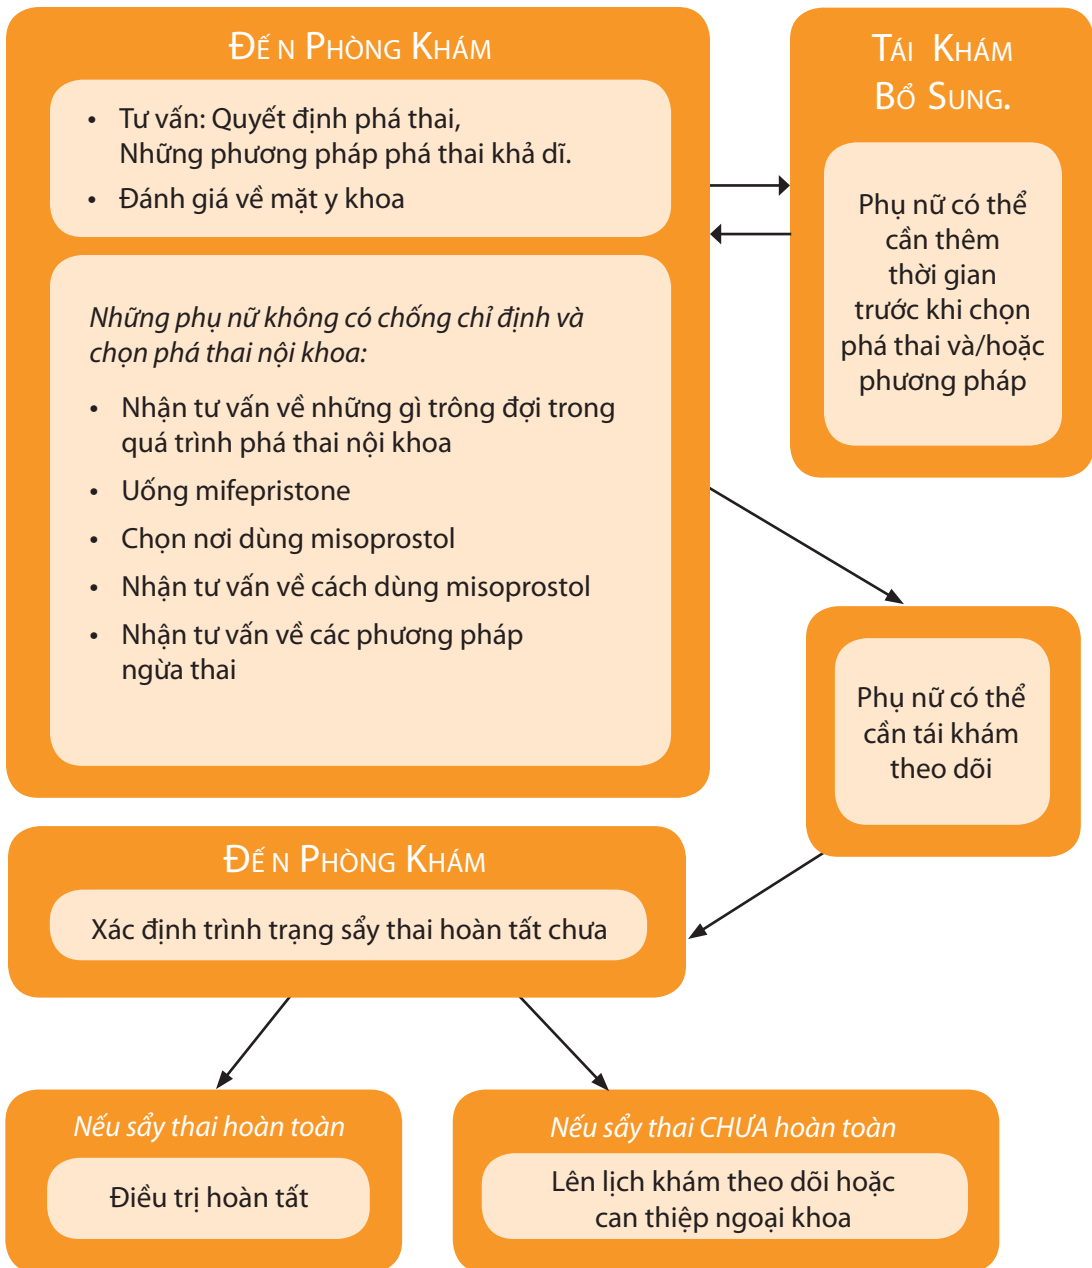 ĐẾN PHÒNG KHÁM
• Tư vấn: Quyết định phá thai,
Những phương pháp phá thai khả dĩ.
• Đánh giá về mặt y khoa
Những phụ nữ không có chống chỉ định và
chọn phá thai nội khoa:
• Nhận tư vấn về những gì trông đợi trong
quá trình phá thai nội khoa
• Uống mifepristone
• Chọn nơi dùng misoprostol
• Nhận tư vấn về cách dùng misoprostol
• Nhận tư vấn về các phương pháp
ngừa thai
TÁI KHÁM
BỔ SUNG.
Phụ nữ có thể
cần thêm
thời gian
trước khi chọn
phá thai và/hoặc
phương pháp
Phụ nữ có thể
cần tái khám
theo dõi
ĐẾN PHÒNG KHÁM
Xác định trình trạng sẩy thai hoàn tất chưa
Nếu sẩy thai hoàn toàn
Điều trị hoàn tất
Nếu sẩy thai CHƯA hoàn toàn
Lên lịch khám theo dõi hoặc
can thiệp ngoại khoa